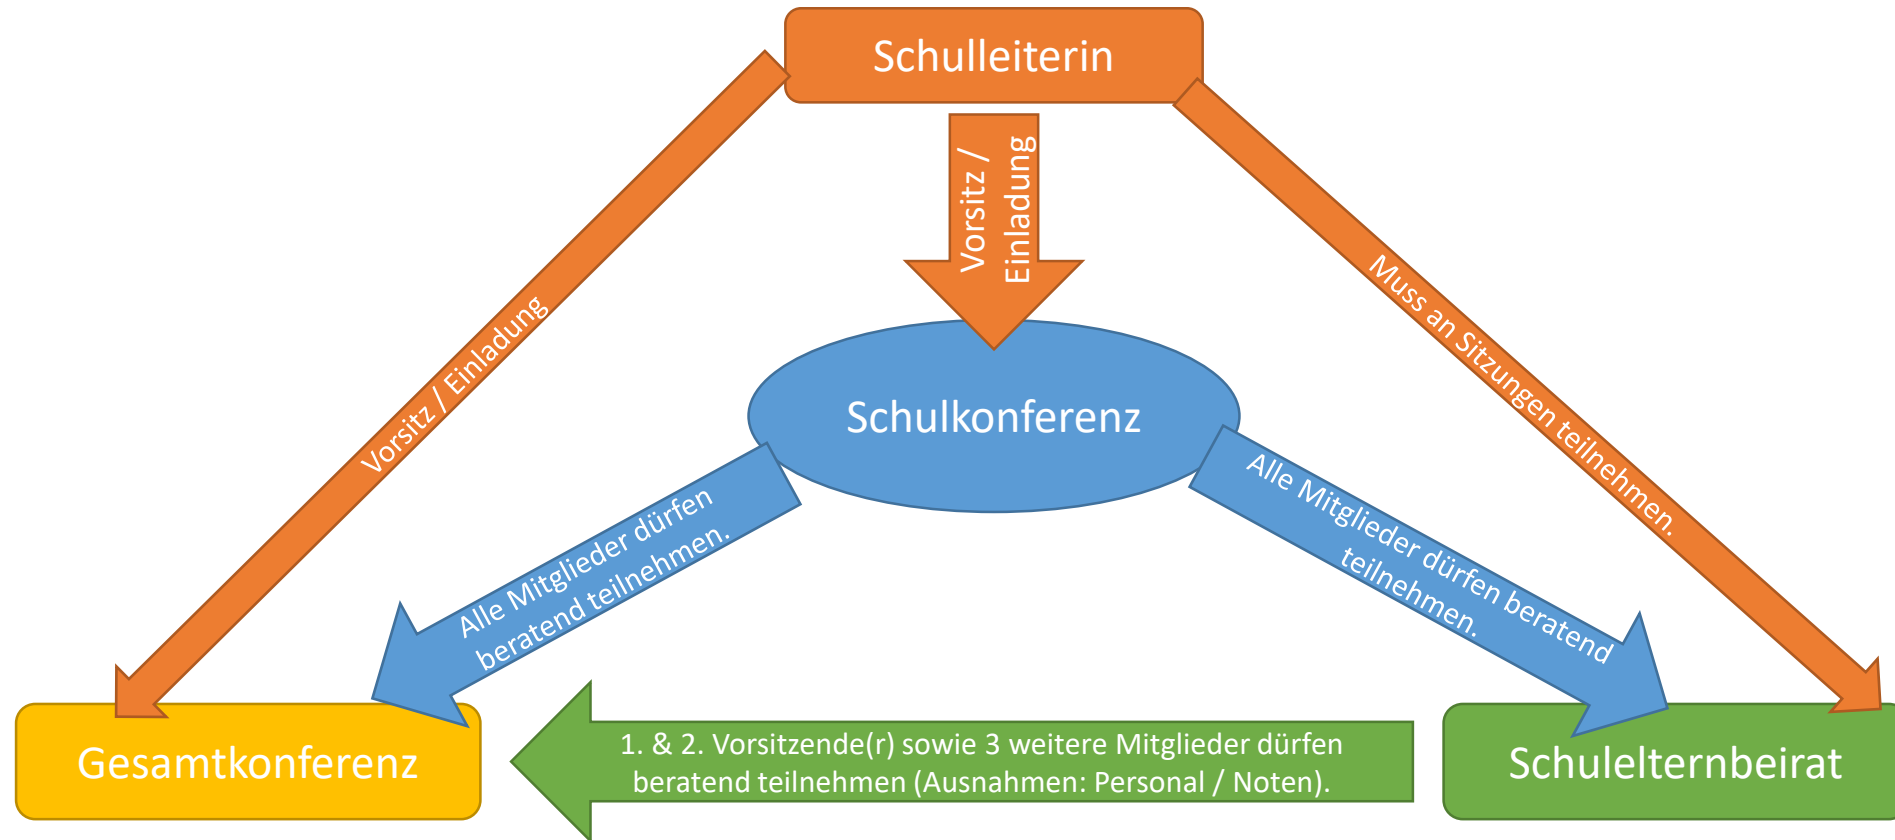 Schulleiterin
Vorsitz /
Einladung
Vorsitz / Einladung
Muss an Sitzungen teilnehmen.
Schulkonferenz
Alle Mitglieder dürfen
beratend teilnehmen.
Alle Mitglieder dürfen beratend
teilnehmen.
Gesamtkonferenz
1. & 2. Vorsitzende(r) sowie 3 weitere Mitglieder dürfen
beratend teilnehmen (Ausnahmen: Personal / Noten).
Schulelternbeirat